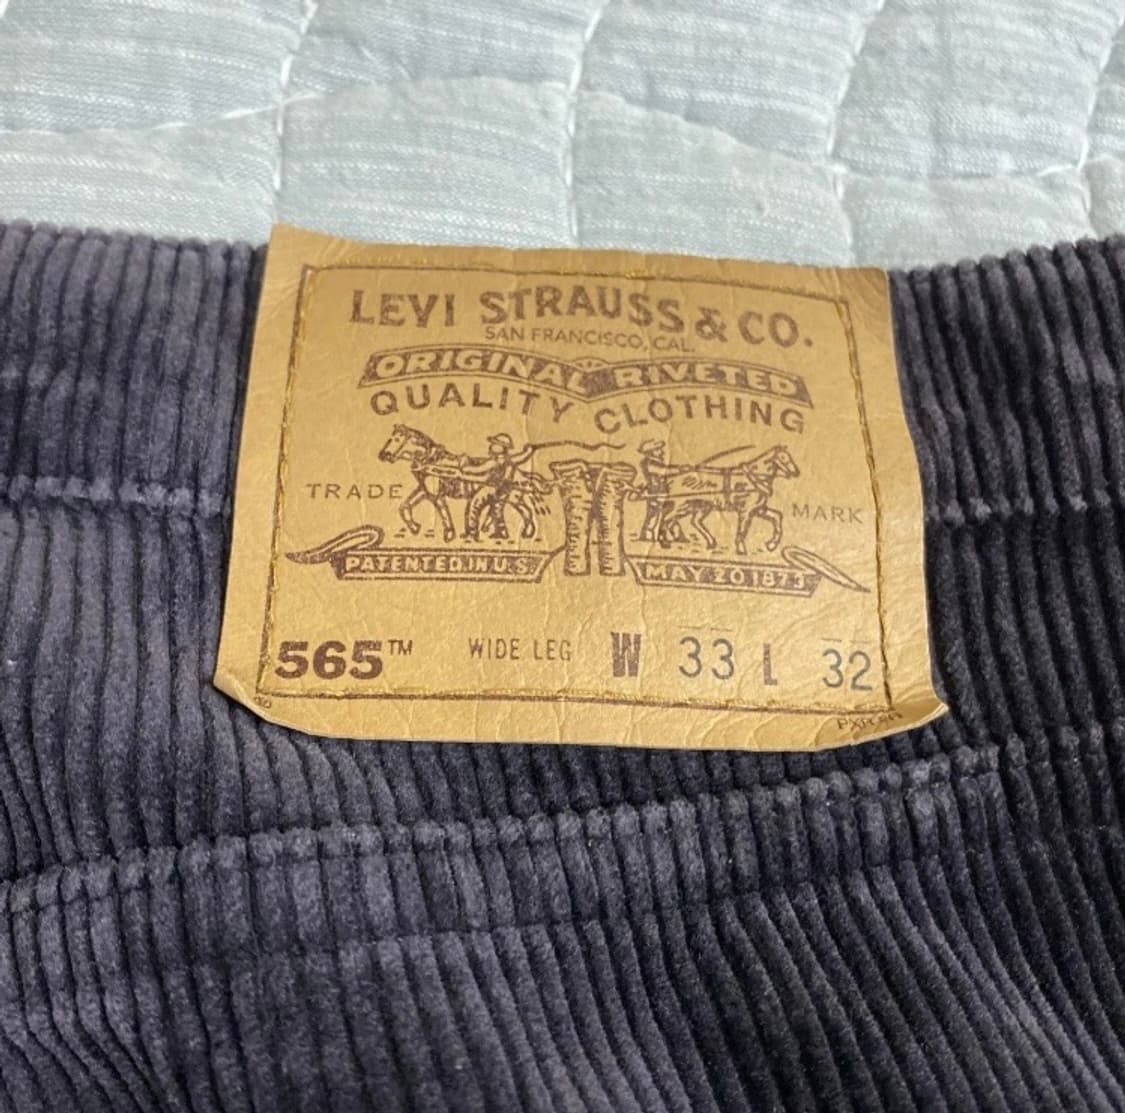 LEVI STRAUSS & CO.
SAN FRANCISCO, CAL.
ORIGINAL RIVETED
QUALITY CLOTHING
TRADE MARK
PATENTED IN U.S. MAY 20 1873
565™ WIDE LEG W 33 L 32